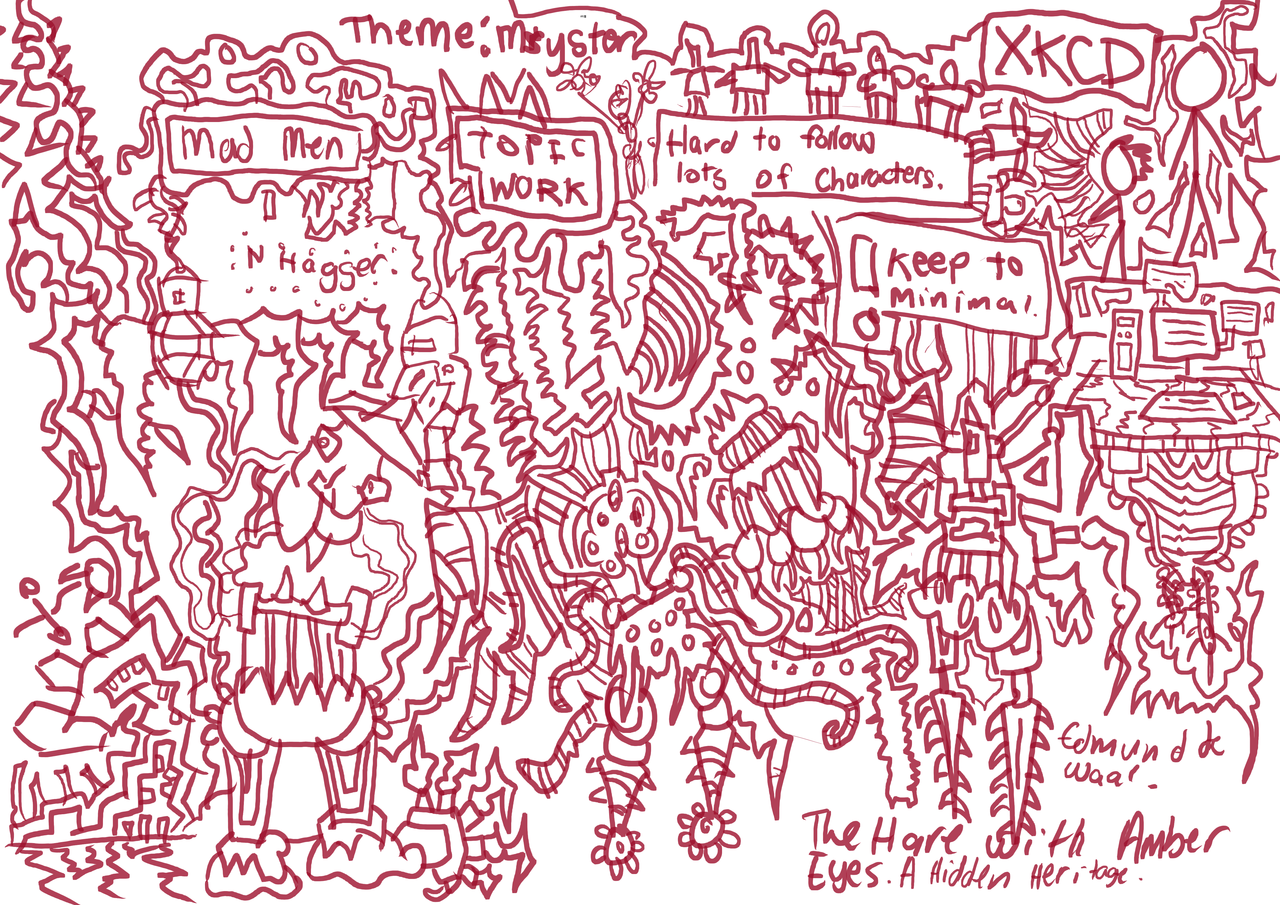 Theme: Mystery
XKCD
Mad Men
TOPIC
WORK
Hard to follow
lots of Characters.
N Hagger.
! Keep to
Minimal.
Edmund de
Waal.
The Hare with Amber
Eyes. A Hidden Heritage.